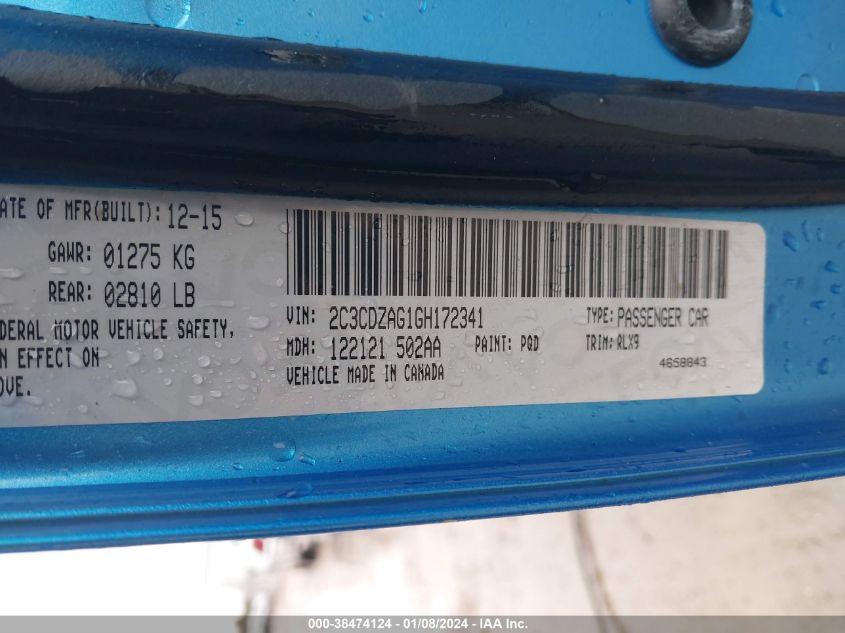 ATE OF MFR(BUILT): 12-15
GAWR: 01275 KG
REAR: 02810 LB
DERAL MOTOR VEHICLE SAFETY,
N EFFECT ON
OVE.
VIN: 2C3CDZAG1GH172341 TYPE: PASSENGER CAR
MDH: 122121 502AA PAINT: PQD TRIM: RLX9
VEHICLE MADE IN CANADA 4658843
000-38474124 - 01/08/2024 - IAA Inc.